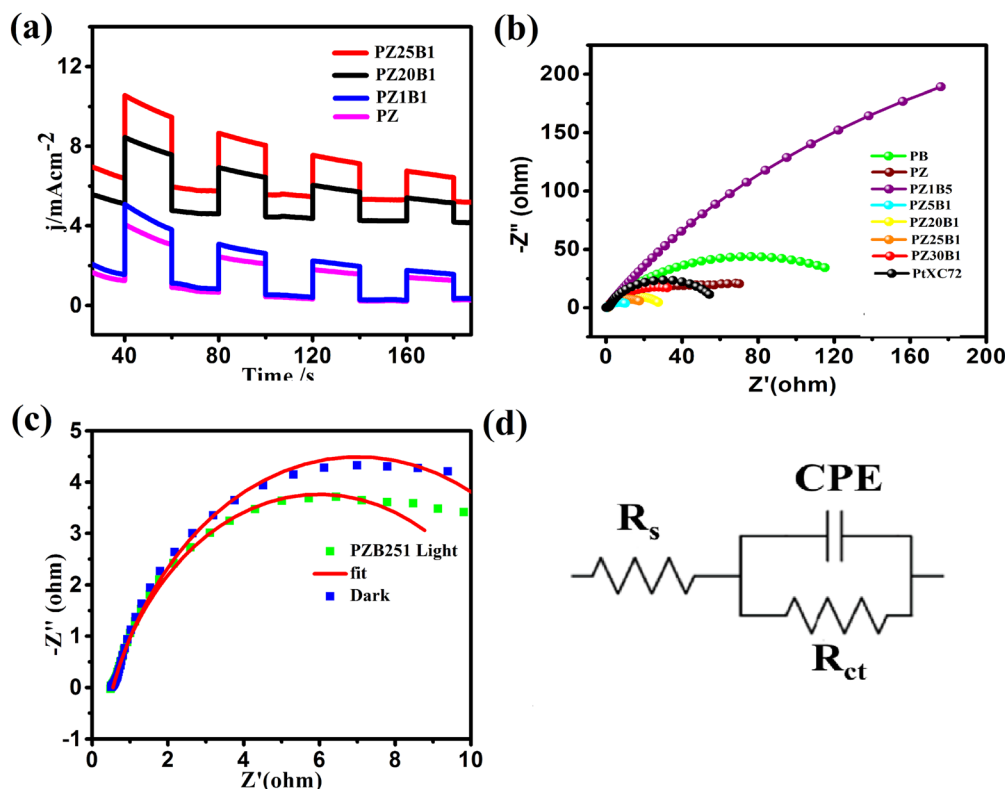 (a)
12
8
4
0
j/mAcm-2
40
80
120
160
Time /s
PZ25B1
PZ20B1
PZ1B1
PZ
(b)
200
150
100
50
0
-Z'' (ohm)
0
40
80
120
160
200
Z'(ohm)
PB
PZ
PZ1B5
PZ5B1
PZ20B1
PZ25B1
PZ30B1
PtXC72
(c)
5
4
3
2
1
0
-1
-Z'' (ohm)
0
2
4
6
8
10
Z'(ohm)
PZB251 Light
fit
Dark
(d)
CPE
Rs
Rct